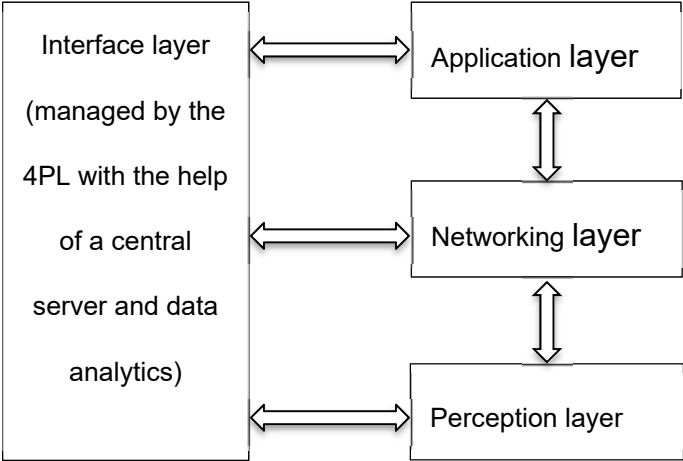 Interface layer
(managed by the
4PL with the help
of a central
server and data
analytics)
Application layer
Networking layer
Perception layer